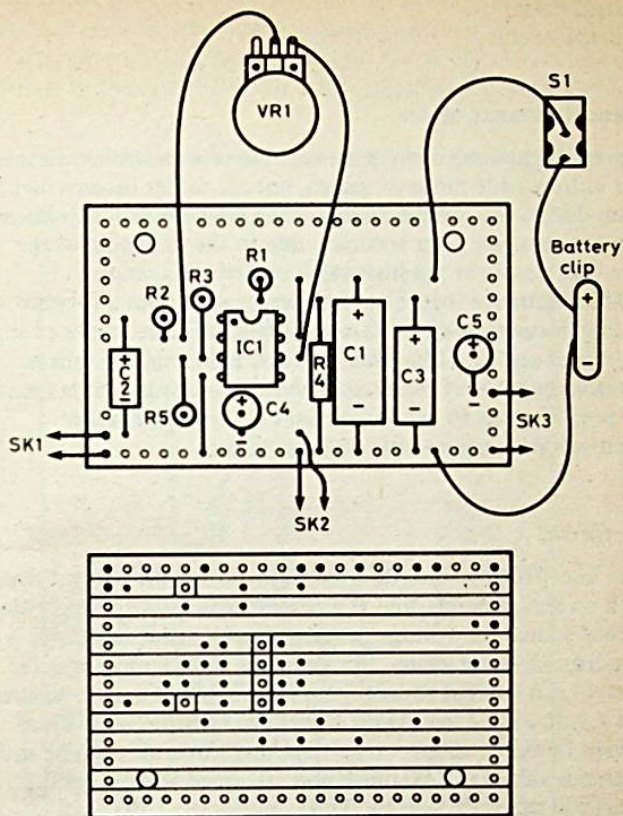 VR1
S1
Battery
clip
R1
R3
R2
IC1
C2
R4
C1
C3
C5
R5
C4
SK1
SK2
SK3